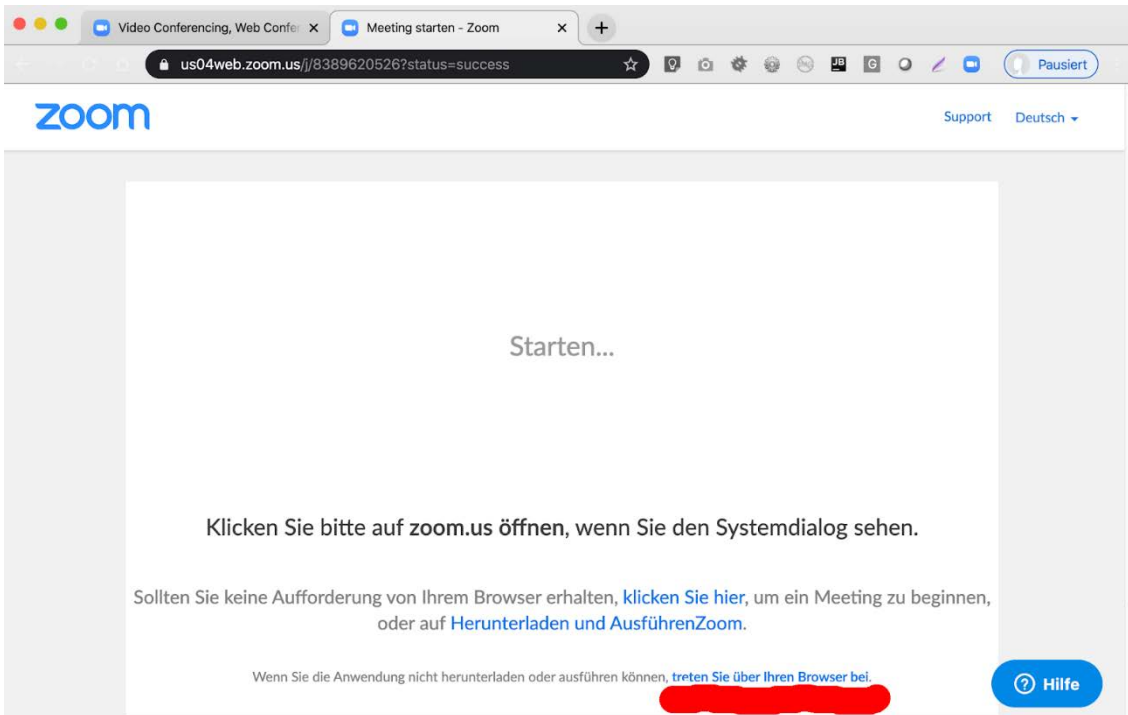 Video Conferencing, Web Confe
Meeting starten - Zoom
us04web.zoom.us/j/8389620526?status=success
JB
G
Pausiert
zoom
Support
Deutsch
Starten...
Klicken Sie bitte auf zoom.us öffnen, wenn Sie den Systemdialog sehen.
Sollten Sie keine Aufforderung von Ihrem Browser erhalten, klicken Sie hier, um ein Meeting zu beginnen,
oder auf Herunterladen und AusführenZoom.
Wenn Sie die Anwendung nicht herunterladen oder ausführen können, treten Sie über Ihren Browser bei.
Hilfe